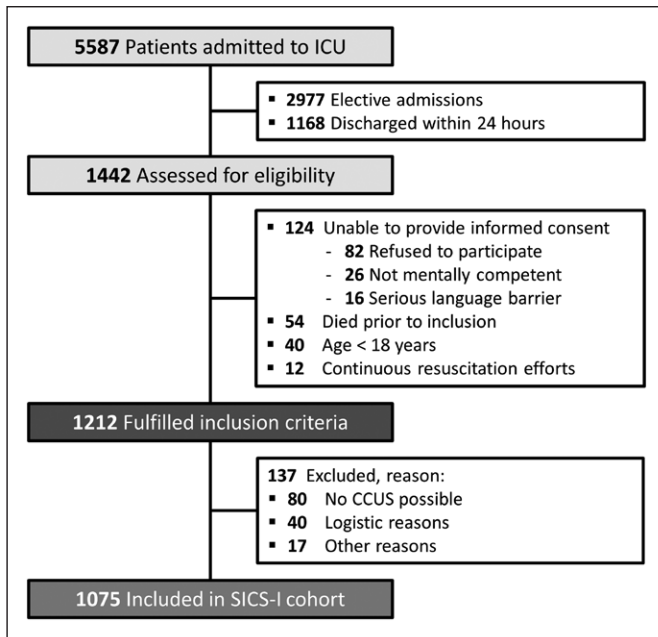 5587 Patients admitted to ICU
▪ 2977 Elective admissions
▪ 1168 Discharged within 24 hours
1442 Assessed for eligibility
▪ 124 Unable to provide informed consent
- 82 Refused to participate
- 26 Not mentally competent
- 16 Serious language barrier
▪ 54 Died prior to inclusion
▪ 40 Age < 18 years
▪ 12 Continuous resuscitation efforts
1212 Fulfilled inclusion criteria
137 Excluded, reason:
▪ 80 No CCUS possible
▪ 40 Logistic reasons
▪ 17 Other reasons
1075 Included in SICS-I cohort